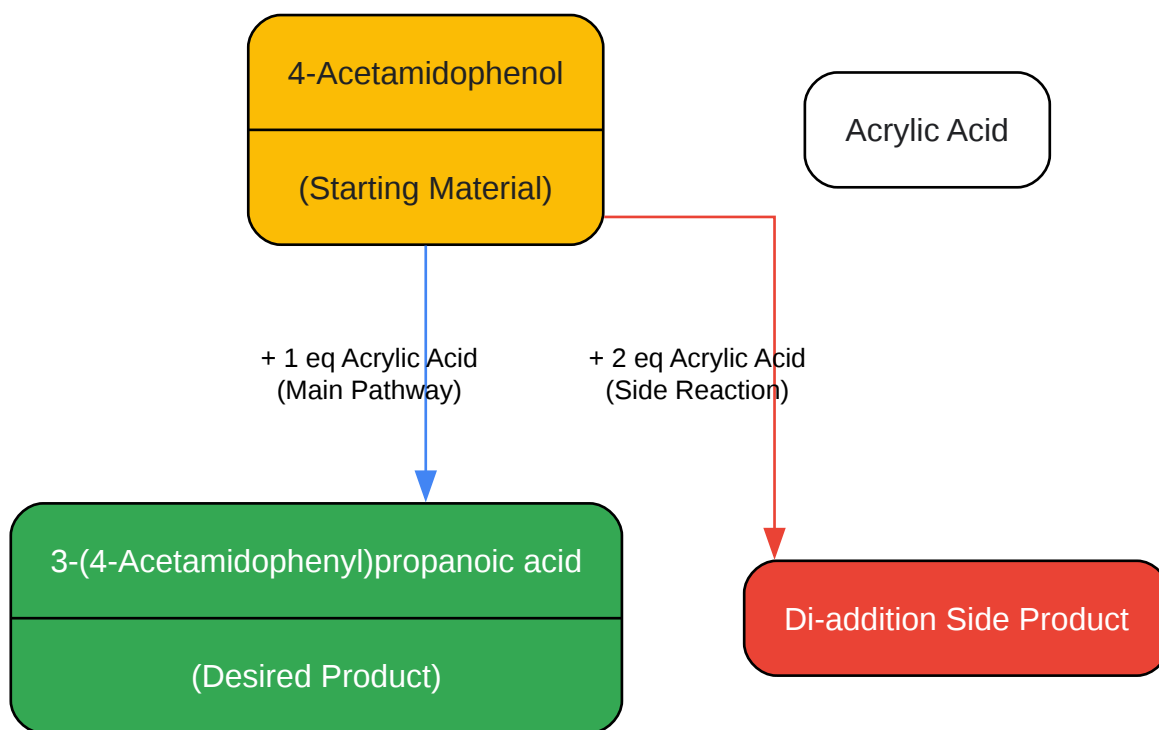 4-Acetamidophenol
(Starting Material)
Acrylic Acid
+ 1 eq Acrylic Acid
(Main Pathway)
+ 2 eq Acrylic Acid
(Side Reaction)
3-(4-Acetamidophenyl)propanoic acid
(Desired Product)
Di-addition Side Product